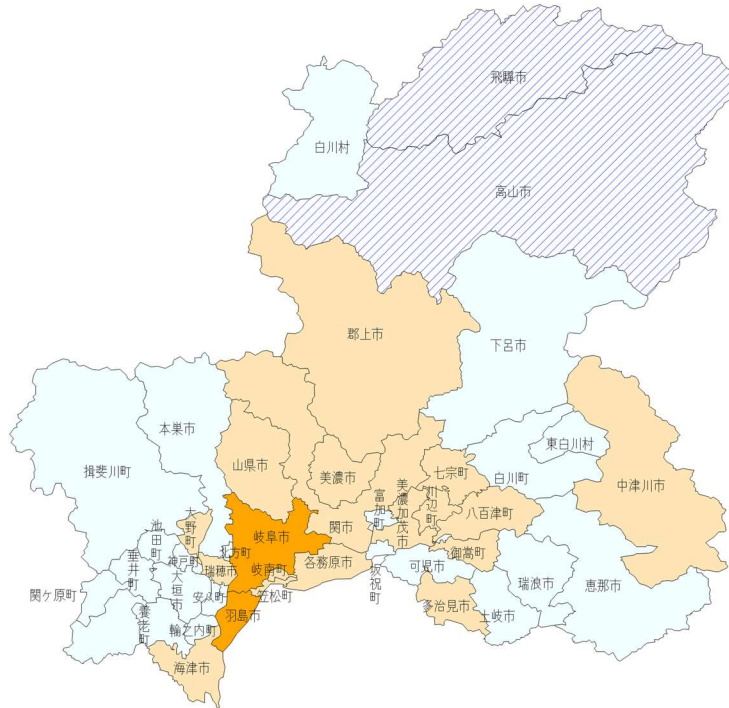 飛騨市
白川村
高山市
郡上市
下呂市
本巣市
揖斐川町
山県市
美濃市
七宗町
東白川村
白川町
中津川市
大野町
池田町
垂井町
神戸町
北方町
岐阜市
関市
富加町
美濃加茂市
川辺町
八百津町
関ケ原町
大垣市
瑞穂市
岐南町
各務原市
御嵩町
安八町
笠松町
坂祝町
可児市
瑞浪市
恵那市
養老町
輪之内町
羽島市
多治見市
土岐市
海津市